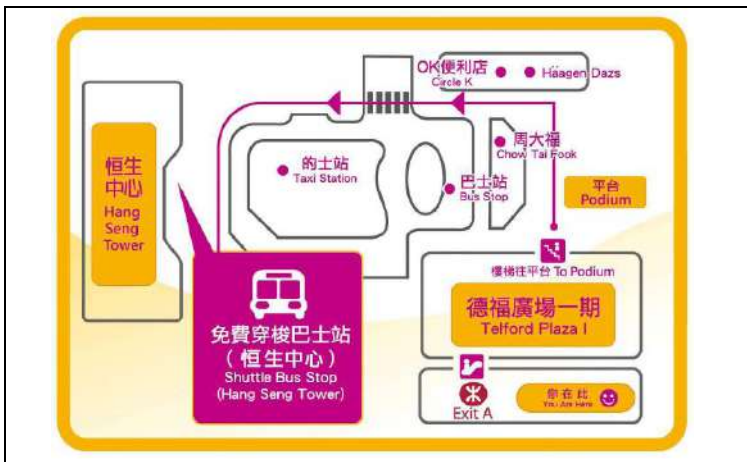 OK便利店
Circle K
Häagen Dazs
周大福
Chow Tai Fook
恒生
中心
Hang
Seng
Tower
的士站
Taxi Station
巴士站
Bus Stop
平台
Podium
樓梯往平台 To Podium
德福廣場一期
Telford Plaza I
免費穿梭巴士站
（恒生中心）
Shuttle Bus Stop
(Hang Seng Tower)
Exit A
你在此
You Are Here